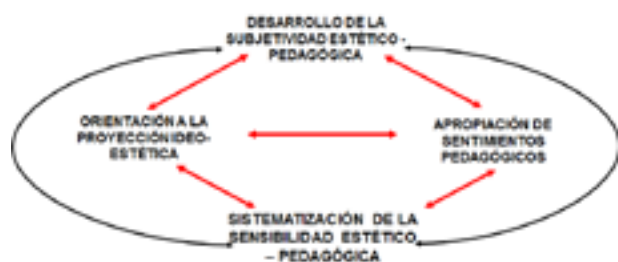 DESARROLLO DE LA
SUBJETIVIDAD ESTÉTICO -
PEDAGÓGICA
ORIENTACIÓN A LA
PROYECCIÓN IDEO-
ESTÉTICA
APROPIACIÓN DE
SENTIMIENTOS
PEDAGÓGICOS
SISTEMATIZACIÓN DE LA
SENSIBILIDAD ESTÉTICO
– PEDAGÓGICA